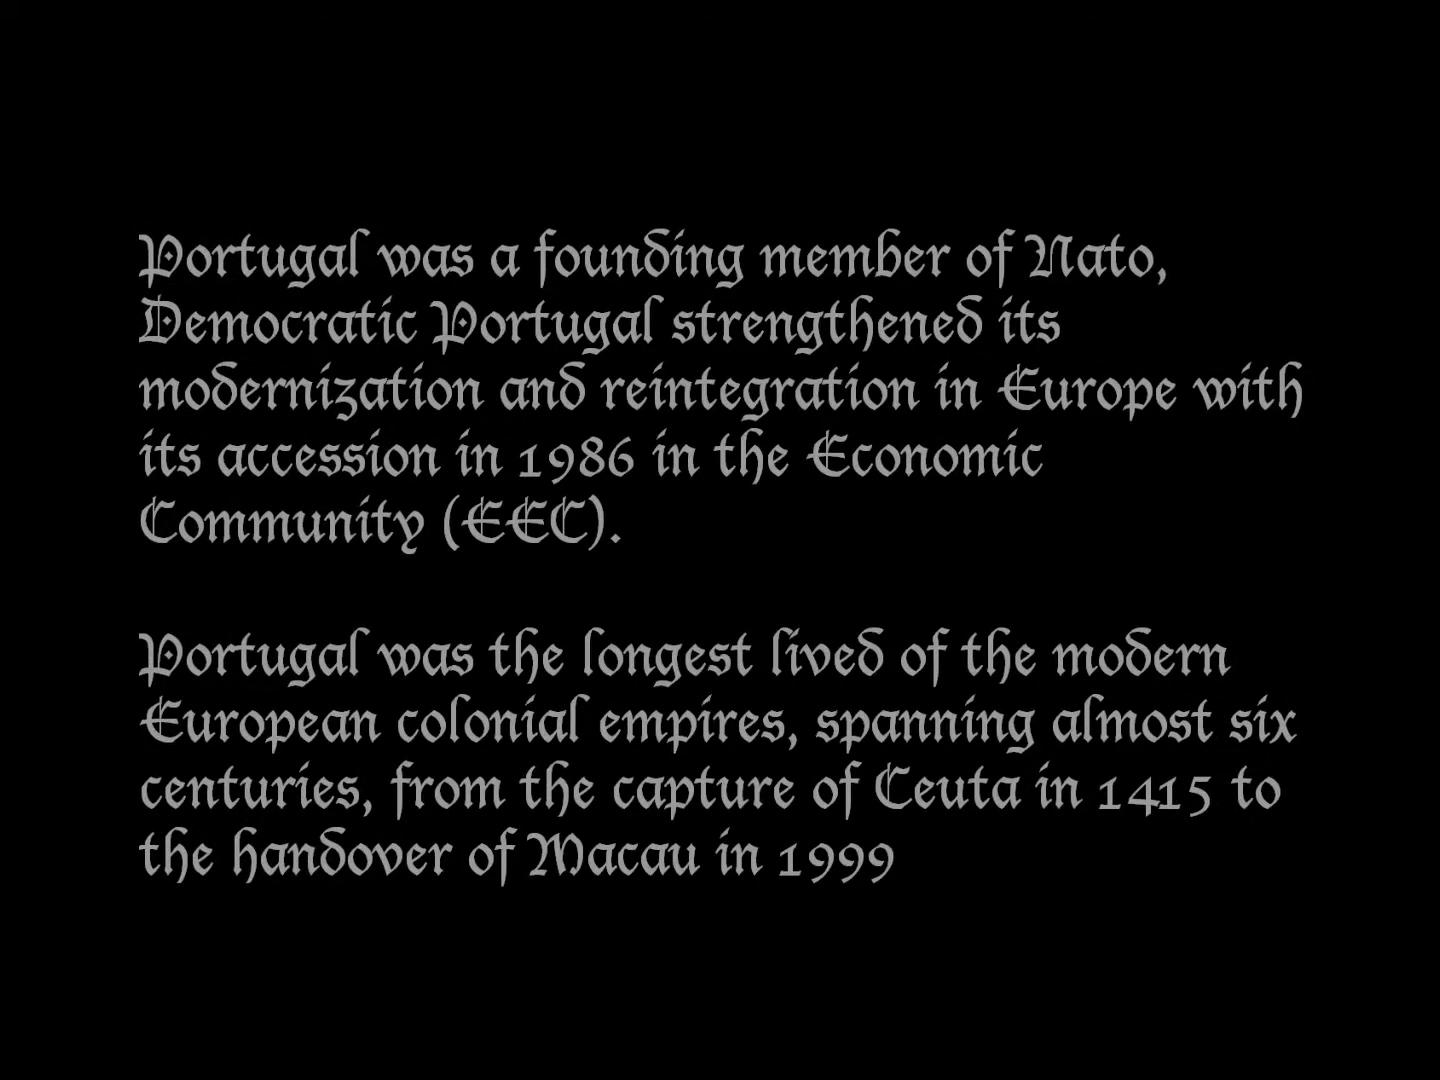 Portugal was a founding member of Nato,
Democratic Portugal strengthened its
modernization and reintegration in Europe with
its accession in 1986 in the Economic
Community (EEC).
Portugal was the longest lived of the modern
European colonial empires, spanning almost six
centuries, from the capture of Ceuta in 1415 to
the handover of Macau in 1999